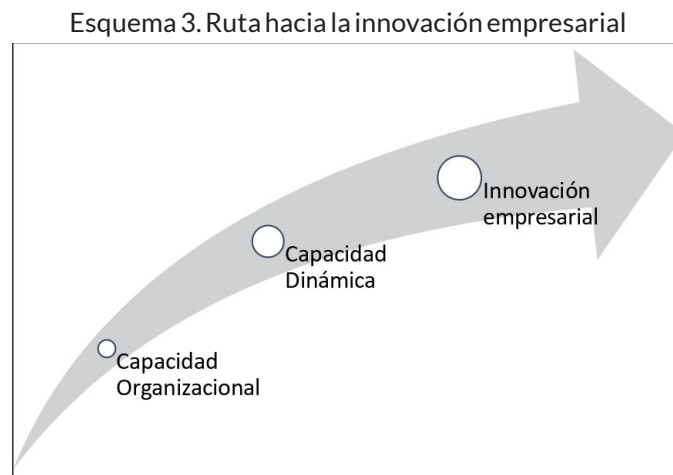 Esquema 3. Ruta hacia la innovación empresarial
Innovación
empresarial
Capacidad
Dinámica
Capacidad
Organizacional